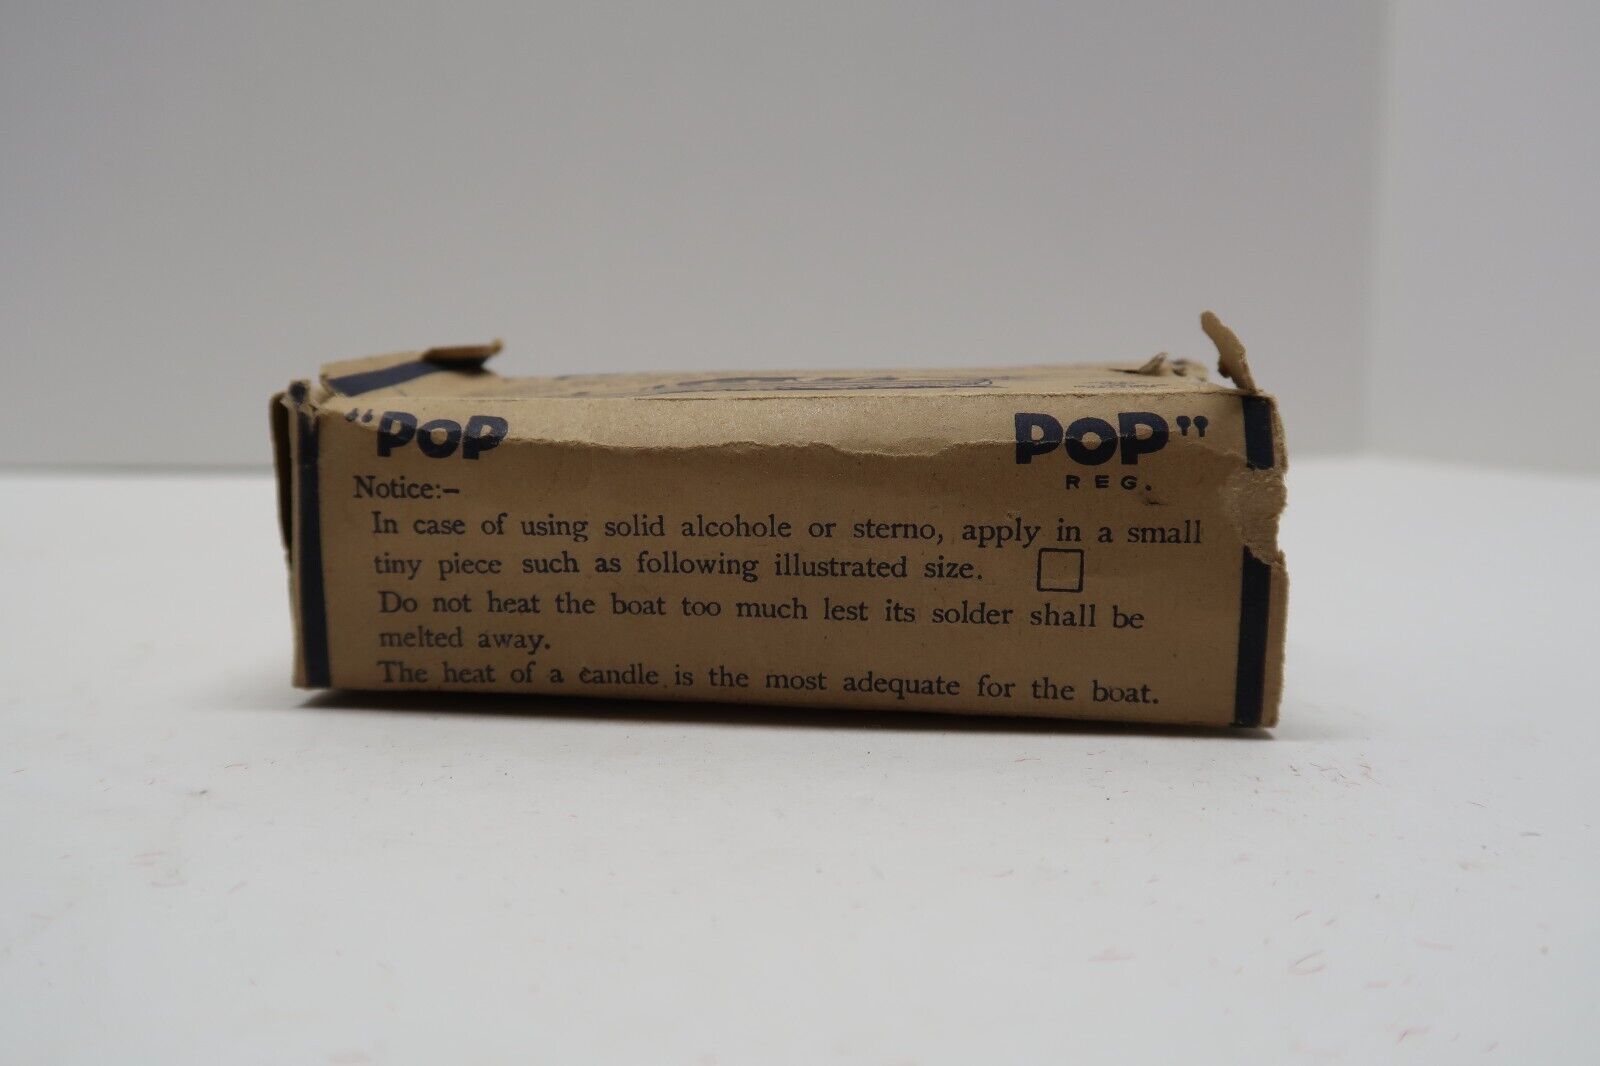 "POP POP"
REG.
Notice:-
In case of using solid alcohole or sterno, apply in a small
tiny piece such as following illustrated size.
Do not heat the boat too much lest its solder shall be
melted away.
The heat of a candle is the most adequate for the boat.